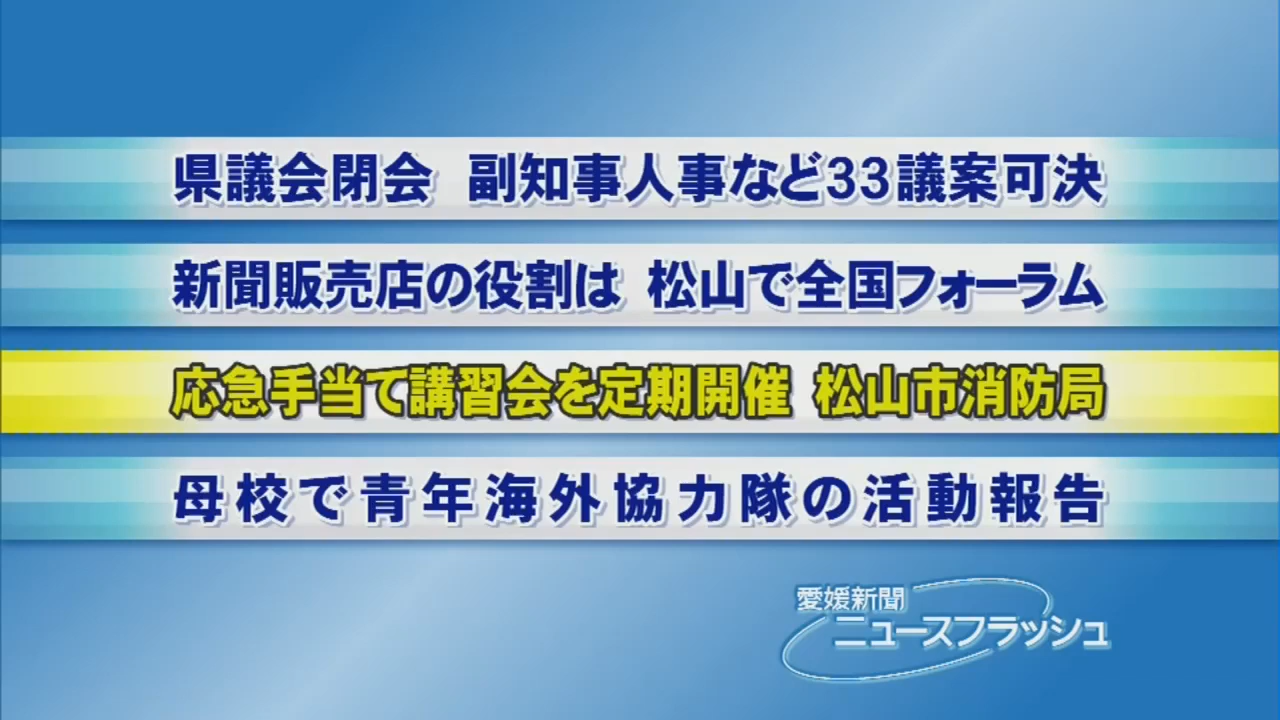 県議会閉会　副知事人事など33議案可決
新聞販売店の役割は　松山で全国フォーラム
応急手当て講習会を定期開催　松山市消防局
母校で青年海外協力隊の活動報告
愛媛新聞
ニュースフラッシュ